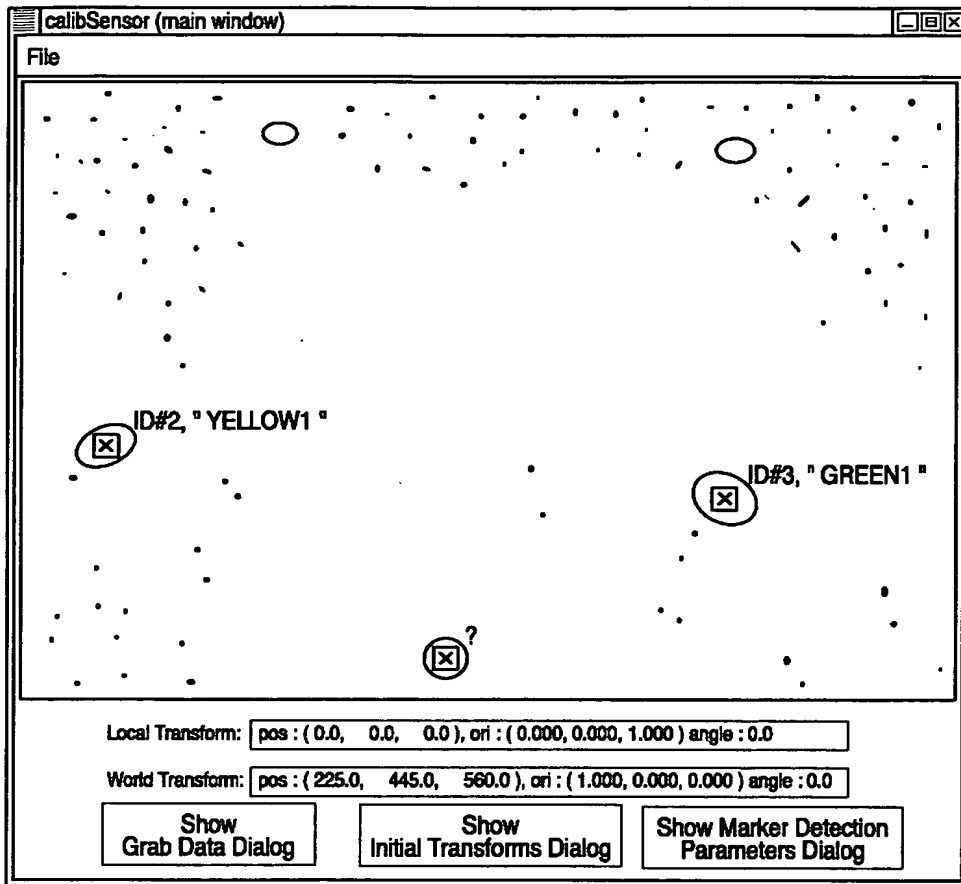 calibSensor (main window)
File
ID#2, " YELLOW1 "
ID#3, " GREEN1 "
?
Local Transform: pos : ( 0.0, 0.0, 0.0 ), ori : ( 0.000, 0.000, 1.000 ) angle : 0.0
World Transform: pos : ( 225.0, 445.0, 560.0 ), ori : ( 1.000, 0.000, 0.000 ) angle : 0.0
Show
Grab Data Dialog
Show
Initial Transforms Dialog
Show Marker Detection
Parameters Dialog